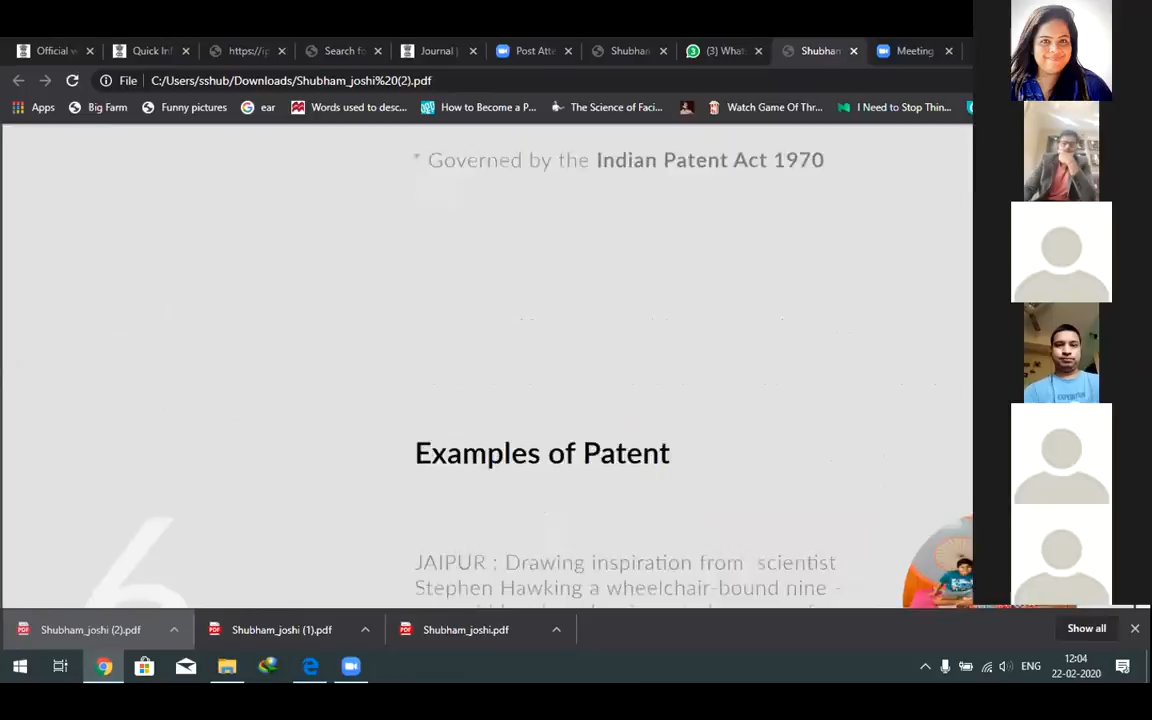 Official w
Quick Inf
https://ip
Search fo
Journal
Post Atte
Shubham
(3) What
Shubham
Meeting
File
C:/Users/sshub/Downloads/Shubham_joshi%20(2).pdf
Apps
Big Farm
Funny pictures
ear
Words used to desc...
How to Become a P...
The Science of Faci...
Watch Game Of Thr...
I Need to Stop Thin...
* Governed by the Indian Patent Act 1970
Examples of Patent
6
JAIPUR : Drawing inspiration from scientist
Stephen Hawking a wheelchair-bound nine -
Shubham_joshi (2).pdf
Shubham_joshi (1).pdf
Shubham_joshi.pdf
Show all
ENG
12:04
22-02-2020